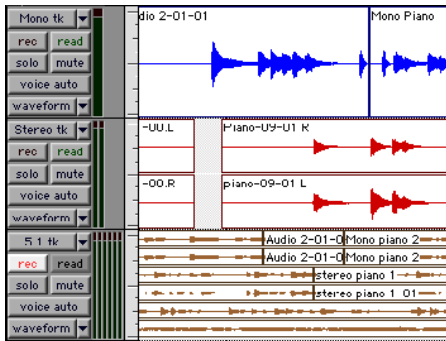 Mono tk
dio 2-01-01
Mono Piano
rec read
solo mute
voice auto
waveform
Stereo tk
-00.L
Piano-09-01 R
rec read
solo mute
-00.R
piano-09-01 L
voice auto
waveform
5.1 tk
Audio 2-01-0
Mono piano 2
rec read
Audio 2-01-0
Mono piano 2
solo mute
stereo piano 1
voice auto
stereo piano 1 01
waveform